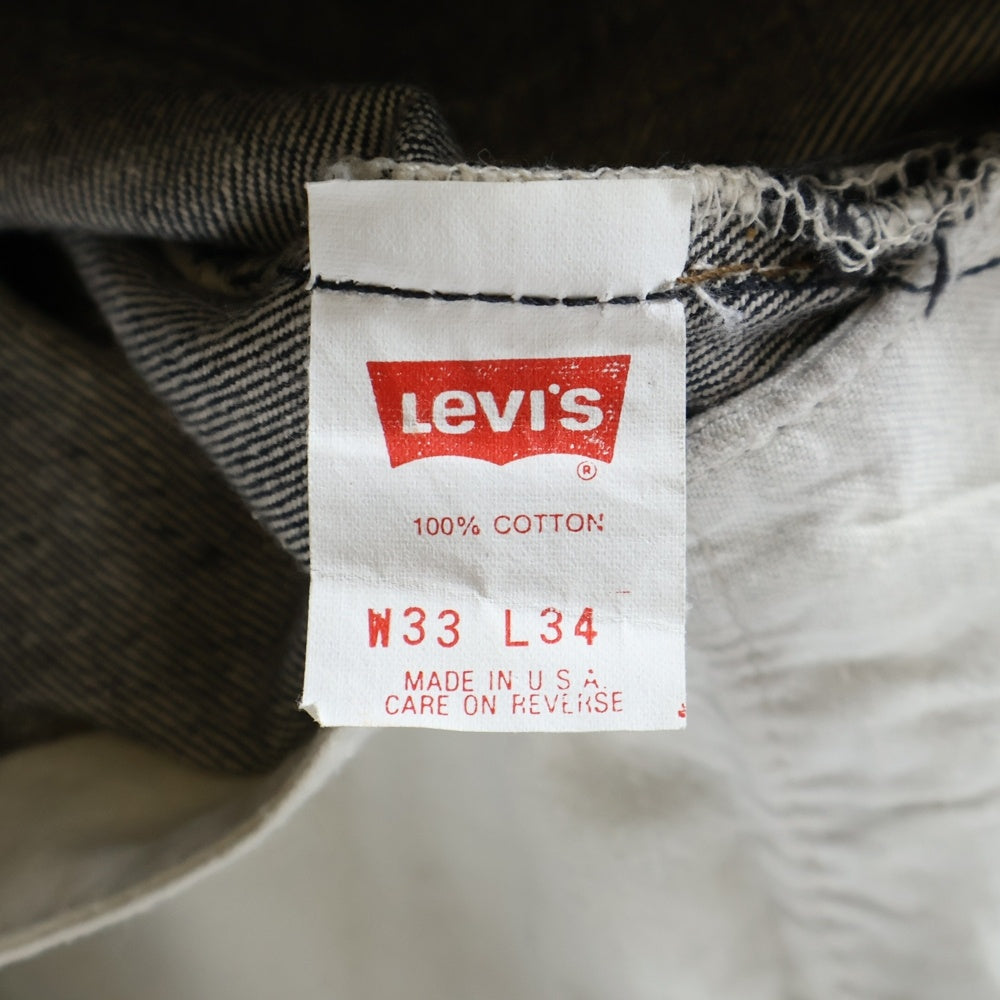 Levi's
®
100% COTTON
W33 L34
MADE IN U.S.A.
CARE ON REVERSE